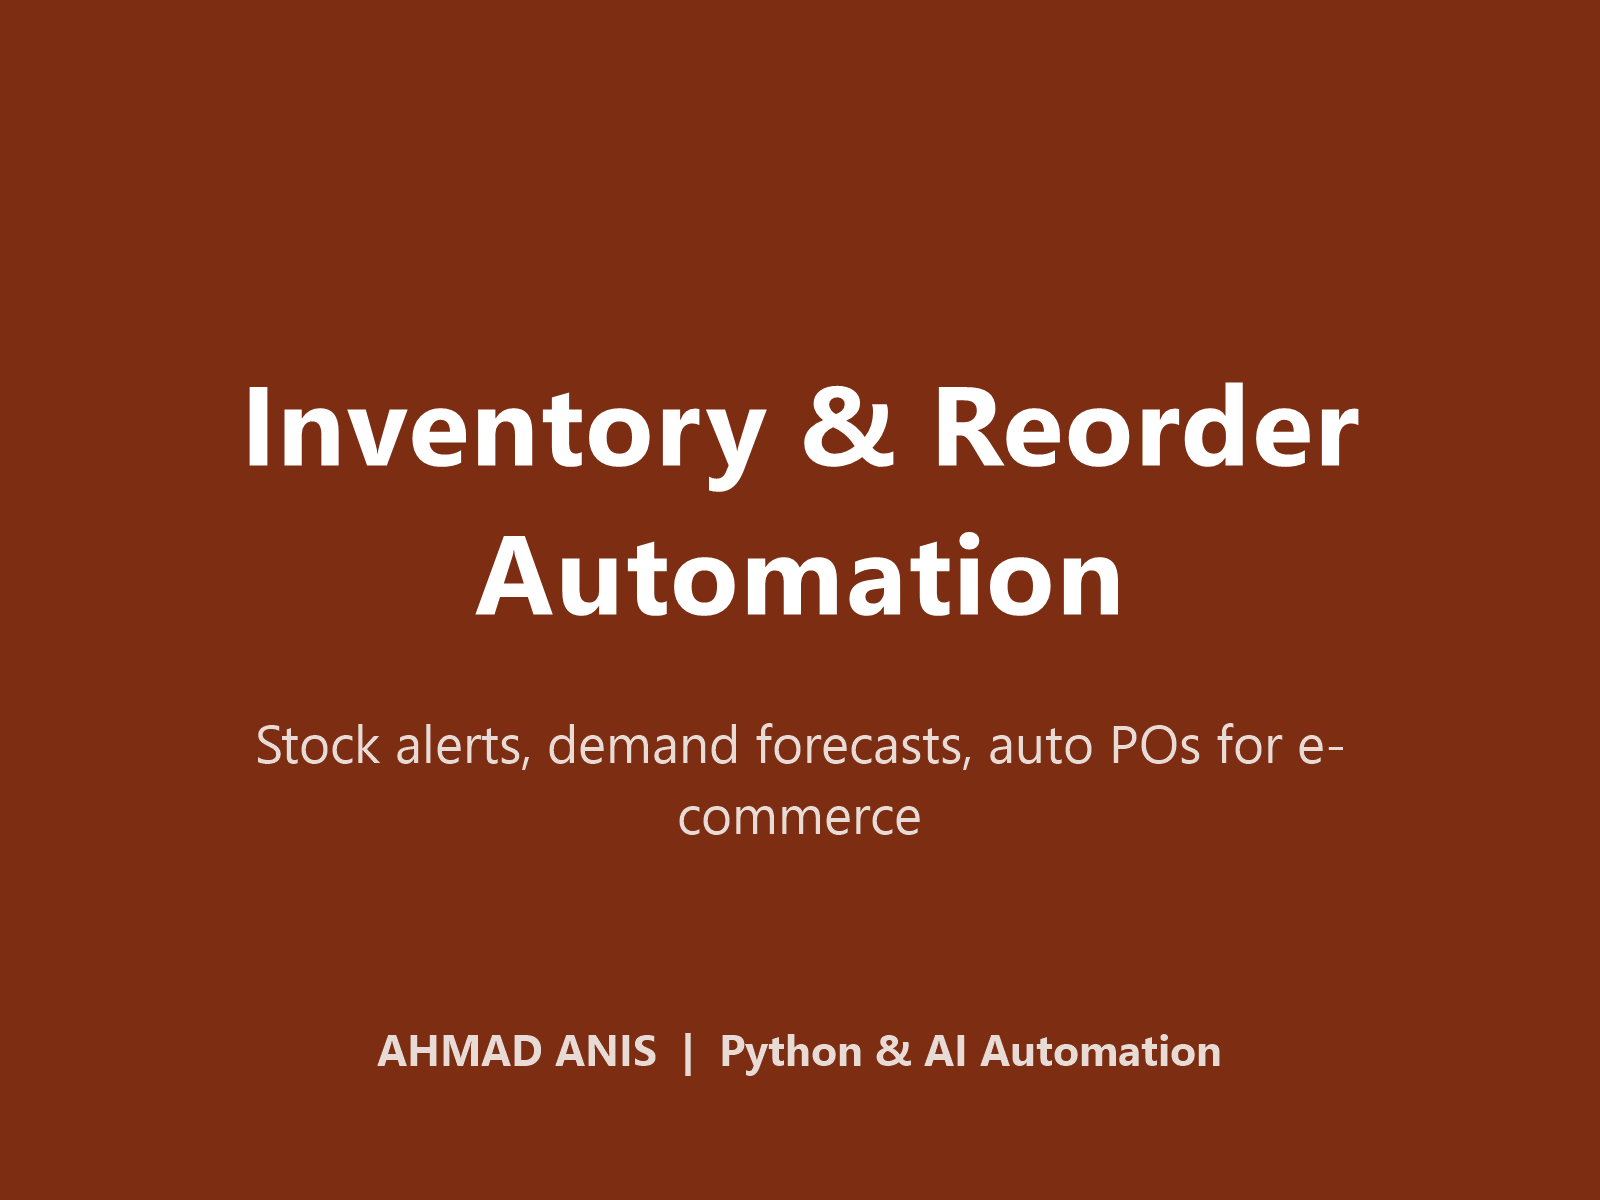 Inventory & Reorder
Automation
Stock alerts, demand forecasts, auto POs for e-
commerce
AHMAD ANIS | Python & AI Automation